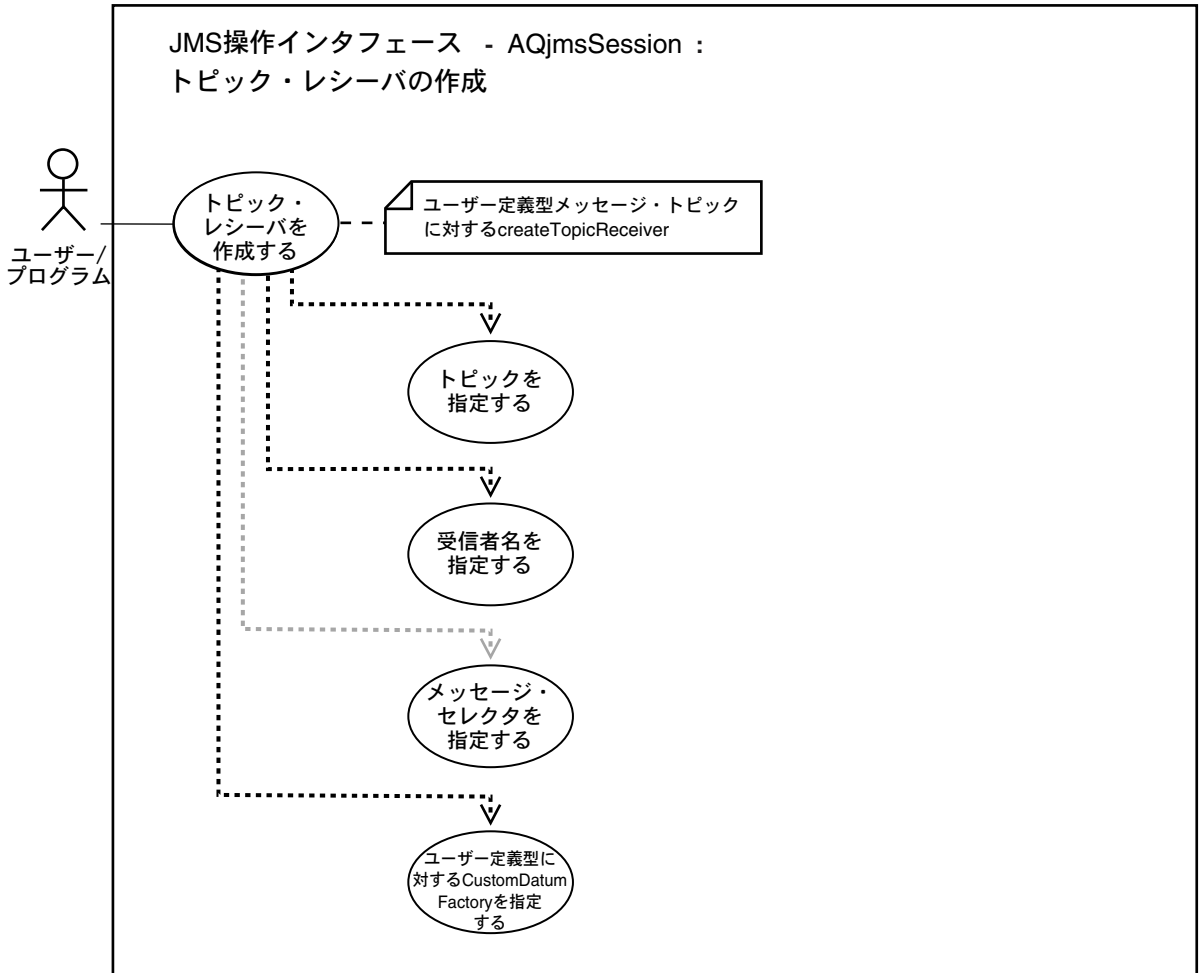 JMS操作インタフェース - AQjmsSession :
トピック・レシーバの作成
ユーザー/
プログラム
トピック・
レシーバを
作成する
ユーザー定義型メッセージ・トピック
に対するcreateTopicReceiver
トピックを
指定する
受信者名を
指定する
メッセージ・
セレクタを
指定する
ユーザー定義型に
対するCustomDatum
Factoryを指定
する